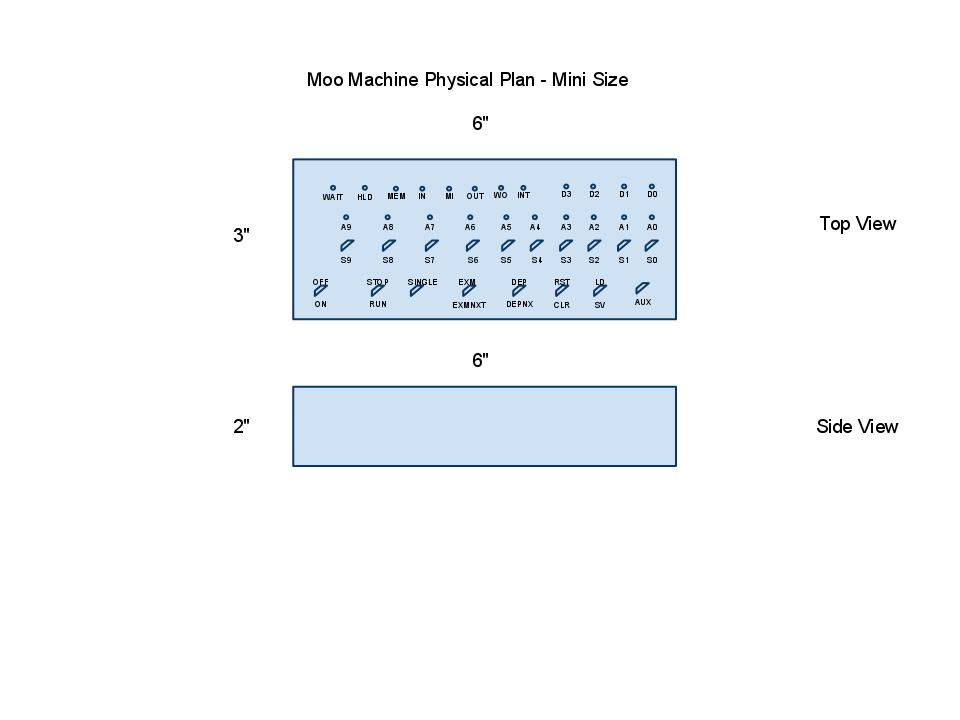 Moo Machine Physical Plan - Mini Size
6"
WAIT HLD MEM IN MI OUT WO INT D3 D2 D1 D0
A9 A8 A7 A6 A5 A4 A3 A2 A1 A0
3" Top View
S9 S8 S7 S6 S5 S4 S3 S2 S1 S0
OFF STOP SINGLE EXM DEP RST LD
ON RUN EXMNXT DEPNX CLR SV AUX
6"
2" Side View